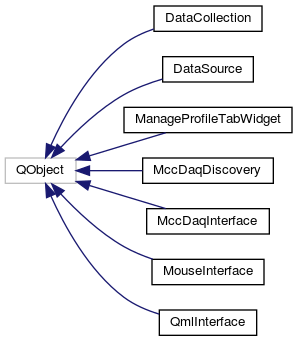 DataCollection
DataSource
ManageProfileTabWidget
QObject
MccDaqDiscovery
MccDaqInterface
MouseInterface
QmlInterface